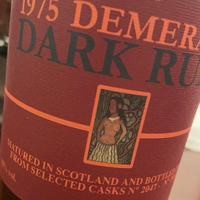 1975 DEMERA
DARK RU
MATURED IN SCOTLAND AND BOTTLED
FROM SELECTED CASKS Nº 2047 -